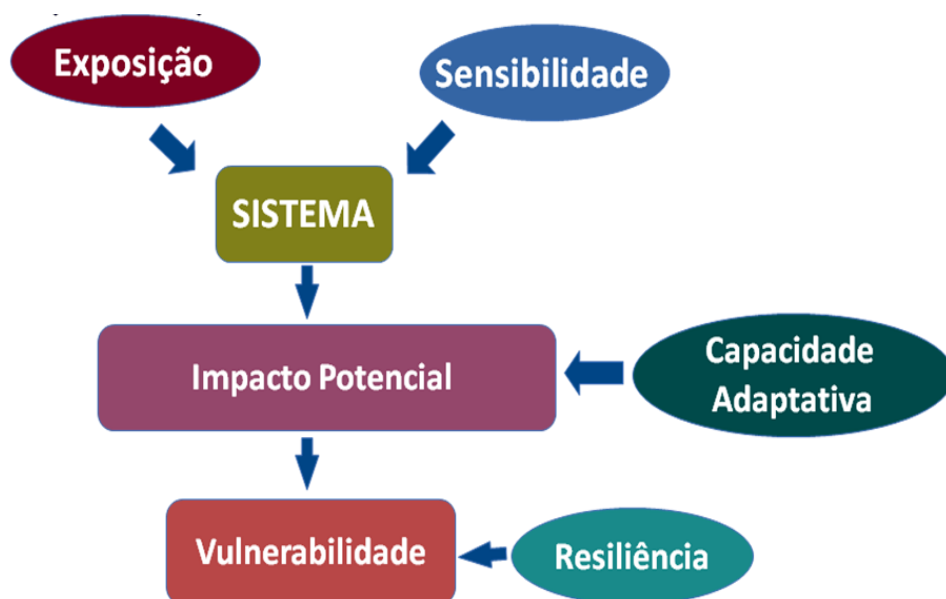 Exposição
Sensibilidade
SISTEMA
Impacto Potencial
Capacidade
Adaptativa
Vulnerabilidade
Resiliência